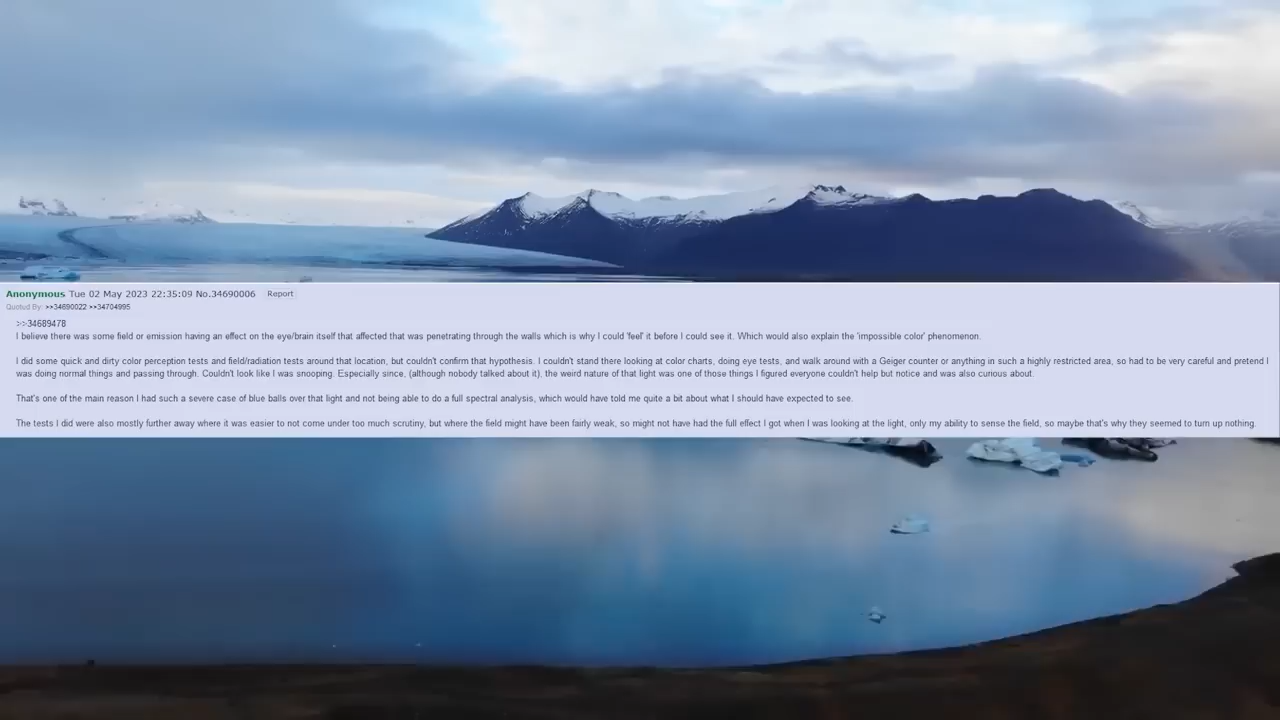 Anonymous Tue 02 May 2023 22:35:09 No.34690006 Report
Quoted By: >>34690022 >>34704995
>>34689478
I believe there was some field or emission having an effect on the eye/brain itself that affected that was penetrating through the walls which is why I could 'feel' it before I could see it. Which would also explain the 'impossible color' phenomenon.
I did some quick and dirty color perception tests and field/radiation tests around that location, but couldn't confirm that hypothesis. I couldn't stand there looking at color charts, doing eye tests, and walk around with a Geiger counter or anything in such a highly restricted area, so had to be very careful and pretend I
was doing normal things and passing through. Couldn't look like I was snooping. Especially since, (although nobody talked about it), the weird nature of that light was one of those things I figured everyone couldn't help but notice and was also curious about.
That's one of the main reason I had such a severe case of blue balls over that light and not being able to do a full spectral analysis, which would have told me quite a bit about what I should have expected to see.
The tests I did were also mostly further away where it was easier to not come under too much scrutiny, but where the field might have been fairly weak, so might not have had the full effect I got when I was looking at the light, only my ability to sense the field, so maybe that's why they seemed to turn up nothing.